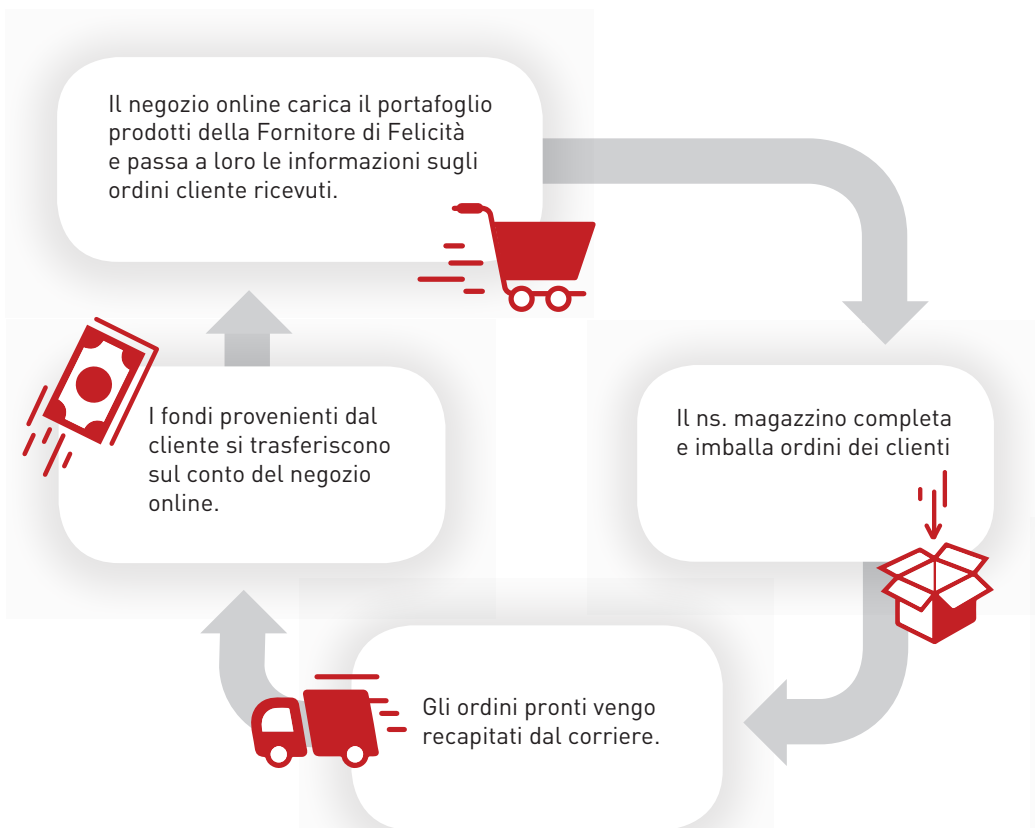 Il negozio online carica il portafoglio
prodotti della Fornitore di Felicità
e passa a loro le informazioni sugli
ordini cliente ricevuti.
I fondi provenienti dal
cliente si trasferiscono
sul conto del negozio
online.
Il ns. magazzino completa
e imballa ordini dei clienti
Gli ordini pronti vengo
recapitati dal corriere.